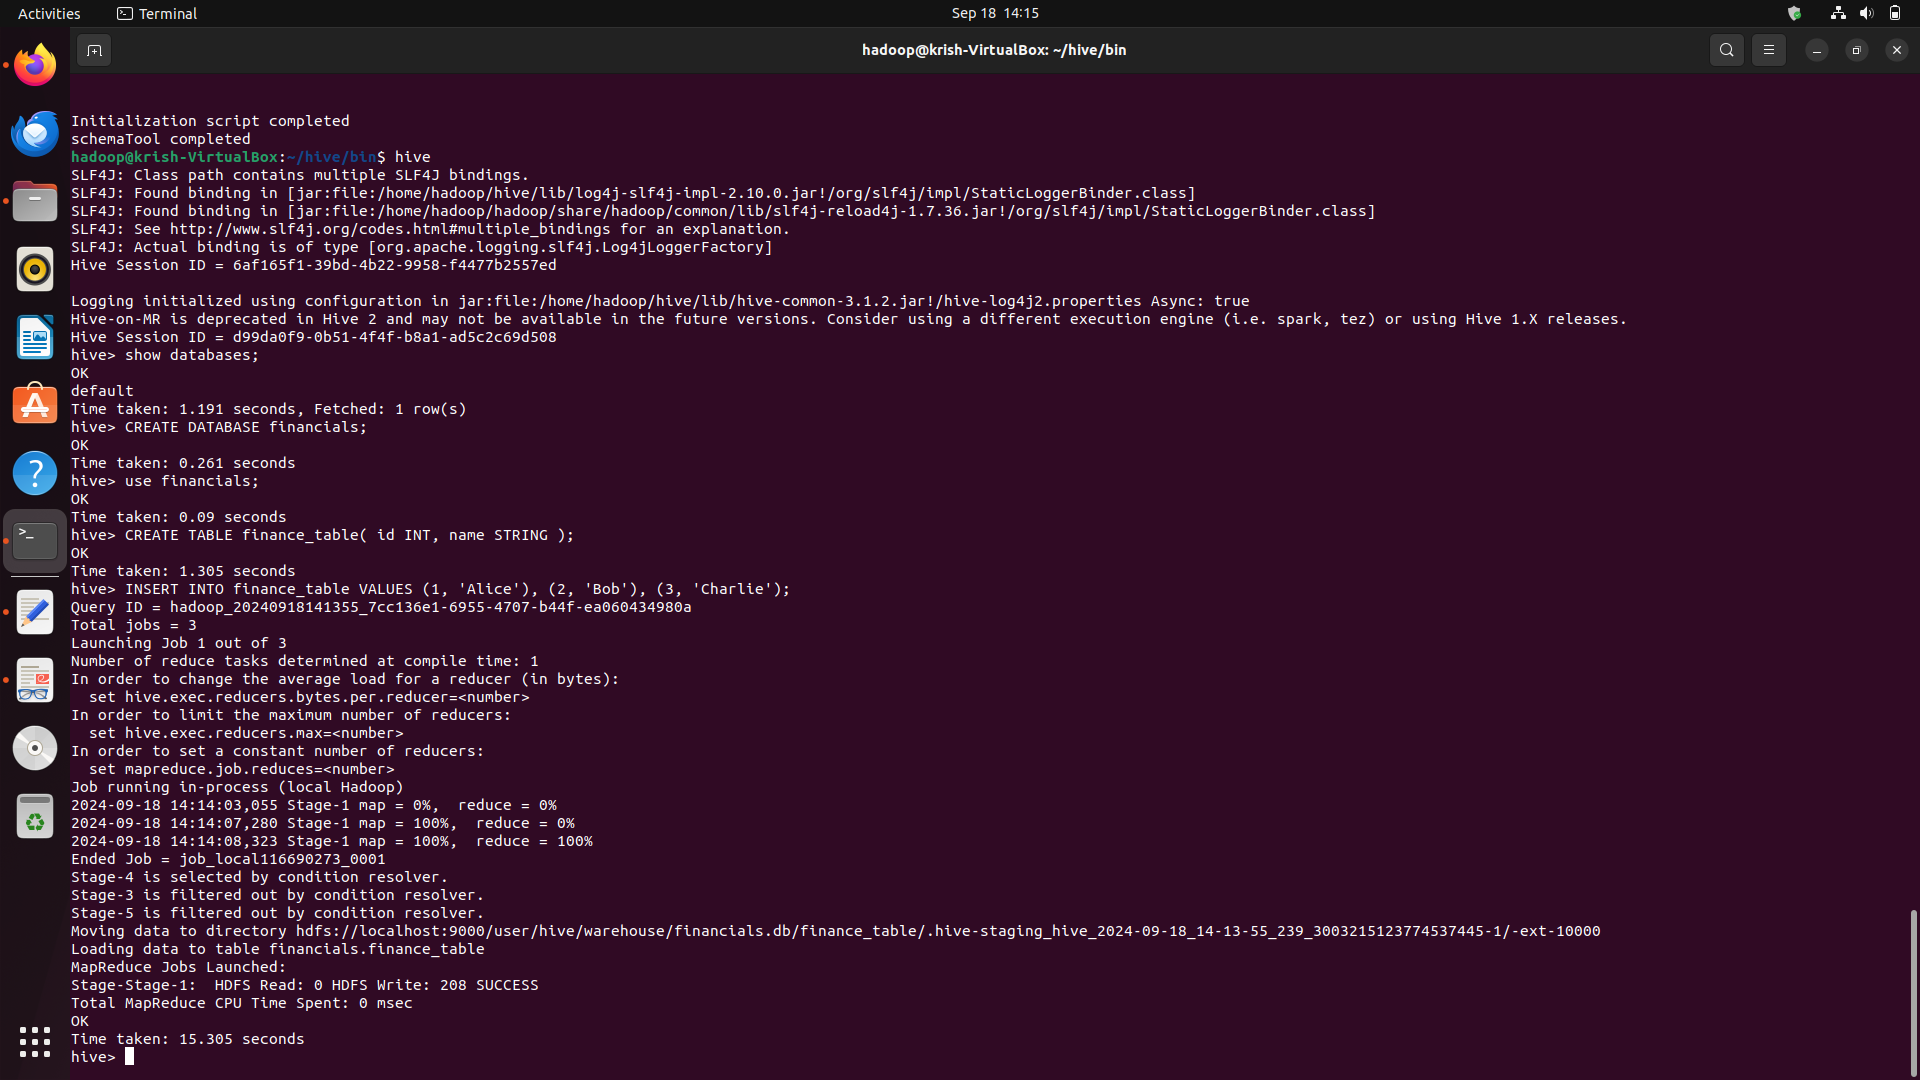 Activities
Terminal
Sep 18 14:15
hadoop@krish-VirtualBox: ~/hive/bin
Initialization script completed
schemaTool completed
hadoop@krish-VirtualBox:~/hive/bin$ hive
SLF4J: Class path contains multiple SLF4J bindings.
SLF4J: Found binding in [jar:file:/home/hadoop/hive/lib/log4j-slf4j-impl-2.10.0.jar!/org/slf4j/impl/StaticLoggerBinder.class]
SLF4J: Found binding in [jar:file:/home/hadoop/hadoop/share/hadoop/common/lib/slf4j-reload4j-1.7.36.jar!/org/slf4j/impl/StaticLoggerBinder.class]
SLF4J: See http://www.slf4j.org/codes.html#multiple_bindings for an explanation.
SLF4J: Actual binding is of type [org.apache.logging.slf4j.Log4jLoggerFactory]
Hive Session ID = 6af165f1-39bd-4b22-9958-f4477b2557ed
Logging initialized using configuration in jar:file:/home/hadoop/hive/lib/hive-common-3.1.2.jar!/hive-log4j2.properties Async: true
Hive-on-MR is deprecated in Hive 2 and may not be available in the future versions. Consider using a different execution engine (i.e. spark, tez) or using Hive 1.X releases.
Hive Session ID = d99da0f9-0b51-4f4f-b8a1-ad5c2c69d508
hive> show databases;
OK
default
Time taken: 1.191 seconds, Fetched: 1 row(s)
hive> CREATE DATABASE financials;
OK
Time taken: 0.261 seconds
hive> use financials;
OK
Time taken: 0.09 seconds
hive> CREATE TABLE finance_table( id INT, name STRING );
OK
Time taken: 1.305 seconds
hive> INSERT INTO finance_table VALUES (1, 'Alice'), (2, 'Bob'), (3, 'Charlie');
Query ID = hadoop_20240918141355_7cc136e1-6955-4707-b44f-ea060434980a
Total jobs = 3
Launching Job 1 out of 3
Number of reduce tasks determined at compile time: 1
In order to change the average load for a reducer (in bytes):
  set hive.exec.reducers.bytes.per.reducer=<number>
In order to limit the maximum number of reducers:
  set hive.exec.reducers.max=<number>
In order to set a constant number of reducers:
  set mapreduce.job.reduces=<number>
Job running in-process (local Hadoop)
2024-09-18 14:14:03,055 Stage-1 map = 0%,  reduce = 0%
2024-09-18 14:14:07,280 Stage-1 map = 100%,  reduce = 0%
2024-09-18 14:14:08,323 Stage-1 map = 100%,  reduce = 100%
Ended Job = job_local116690273_0001
Stage-4 is selected by condition resolver.
Stage-3 is filtered out by condition resolver.
Stage-5 is filtered out by condition resolver.
Moving data to directory hdfs://localhost:9000/user/hive/warehouse/financials.db/finance_table/.hive-staging_hive_2024-09-18_14-13-55_239_3003215123774537445-1/-ext-10000
Loading data to table financials.finance_table
MapReduce Jobs Launched:
Stage-Stage-1:  HDFS Read: 0 HDFS Write: 208 SUCCESS
Total MapReduce CPU Time Spent: 0 msec
OK
Time taken: 15.305 seconds
hive>